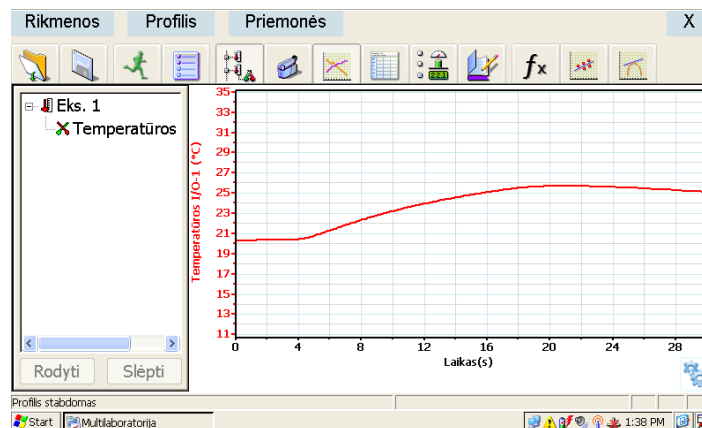 Rikmenos Profilis Priemonės X
fx
Eks. 1
Temperatūros
Temperatūros I/O-1 (°C)
35
33
31
29
27
25
23
21
19
17
15
13
11
0 4 8 12 16 20 24 28
Laikas(s)
Rodyti Slėpti
Profilis stabdomas
Start Multilaboratorija 1:38 PM